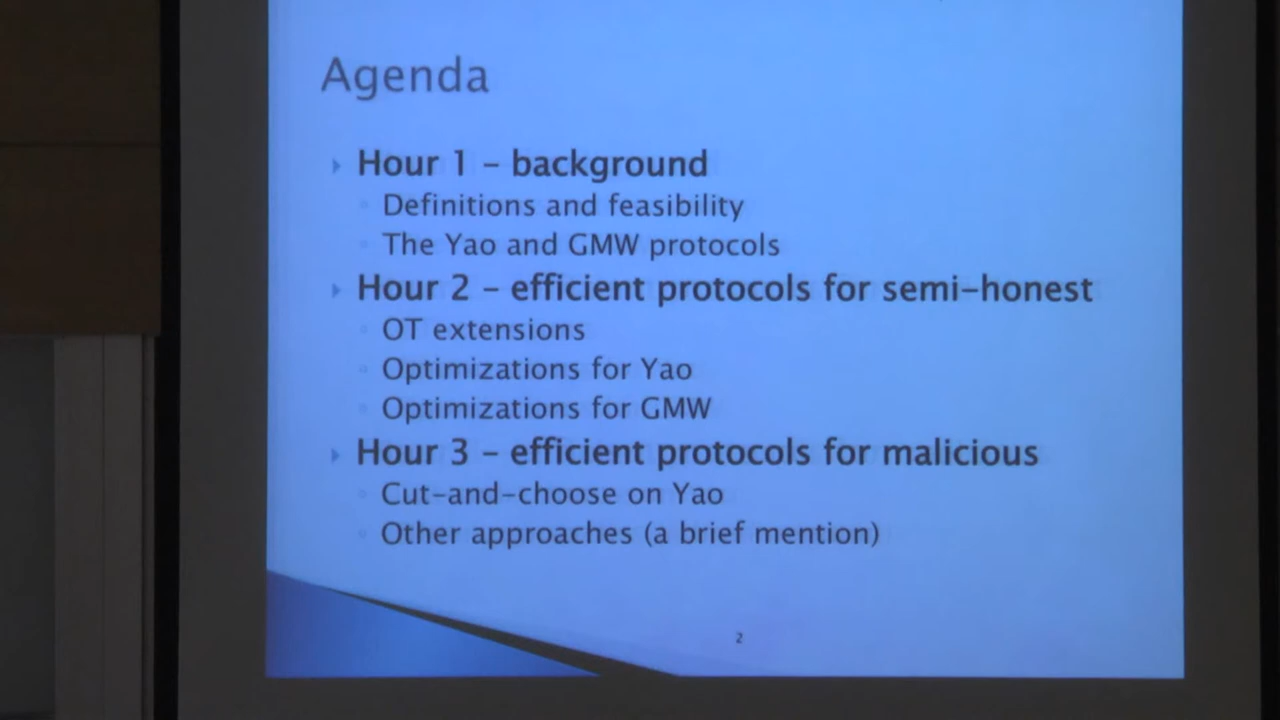 Agenda
Hour 1 – background
Definitions and feasibility
The Yao and GMW protocols
Hour 2 – efficient protocols for semi-honest
OT extensions
Optimizations for Yao
Optimizations for GMW
Hour 3 – efficient protocols for malicious
Cut-and-choose on Yao
Other approaches (a brief mention)
2